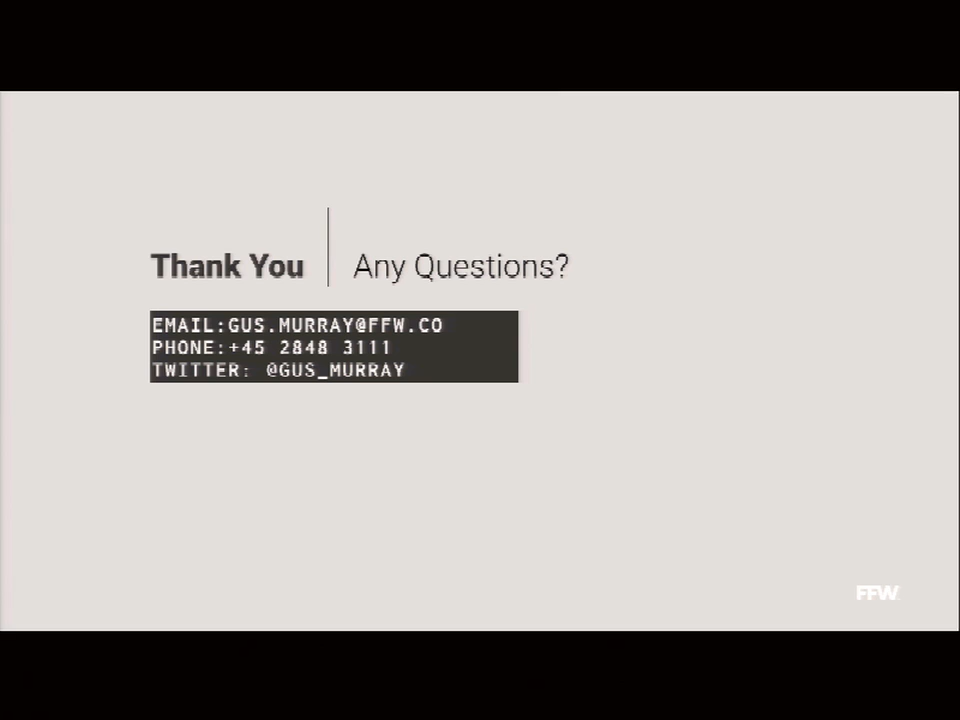 Thank You | Any Questions?
EMAIL:GUS.MURRAY@FFW.CO
PHONE:+45 2848 3111
TWITTER: @GUS_MURRAY
FFW